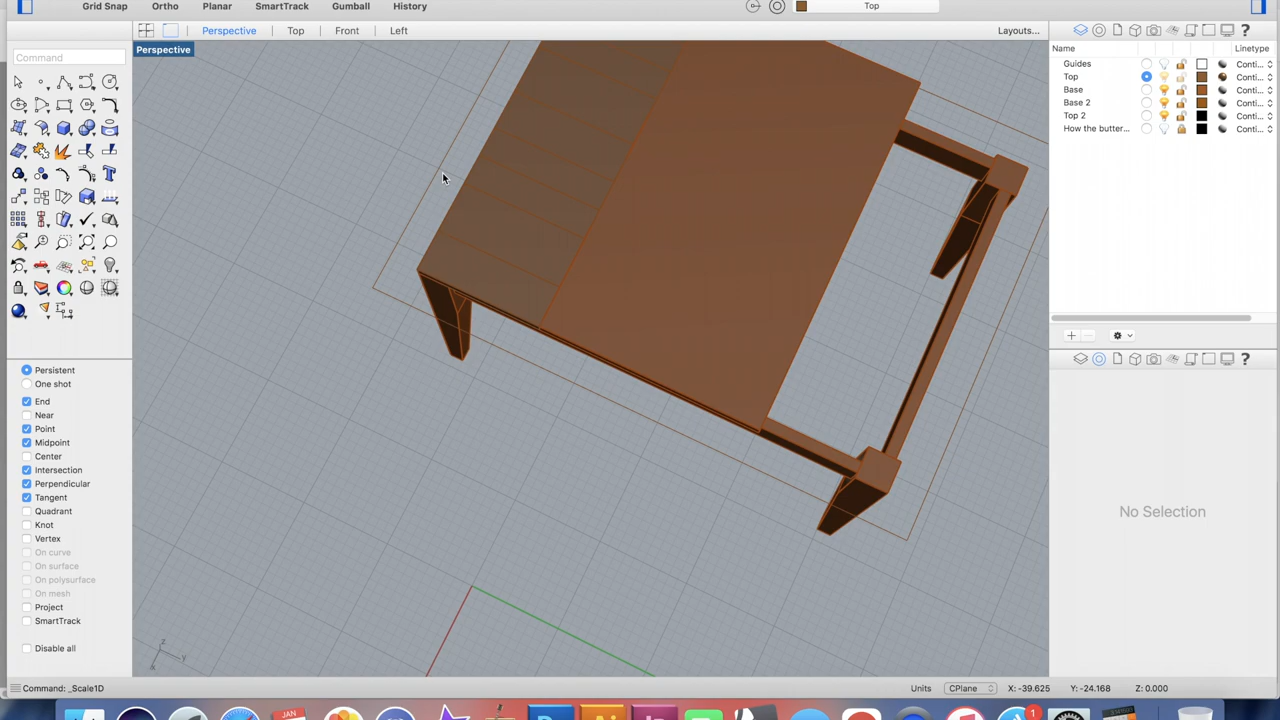 Grid Snap Ortho Planar SmartTrack Gumball History Top
Perspective Top Front Left Layouts...
Perspective
Command
Name Linetype
Guides Conti...
Top Conti...
Base Conti...
Base 2 Conti...
Top 2 Conti...
How the butter... Conti...
Persistent
One shot
End
Near
Point
Midpoint
Center
Intersection
Perpendicular
Tangent
Quadrant
Knot
Vertex
On curve
On surface
On polysurface
On mesh
Project
SmartTrack
Disable all
No Selection
z
y
x
Command: _Scale1D Units CPlane X: -39.625 Y: -24.168 Z: 0.000
JAN
1